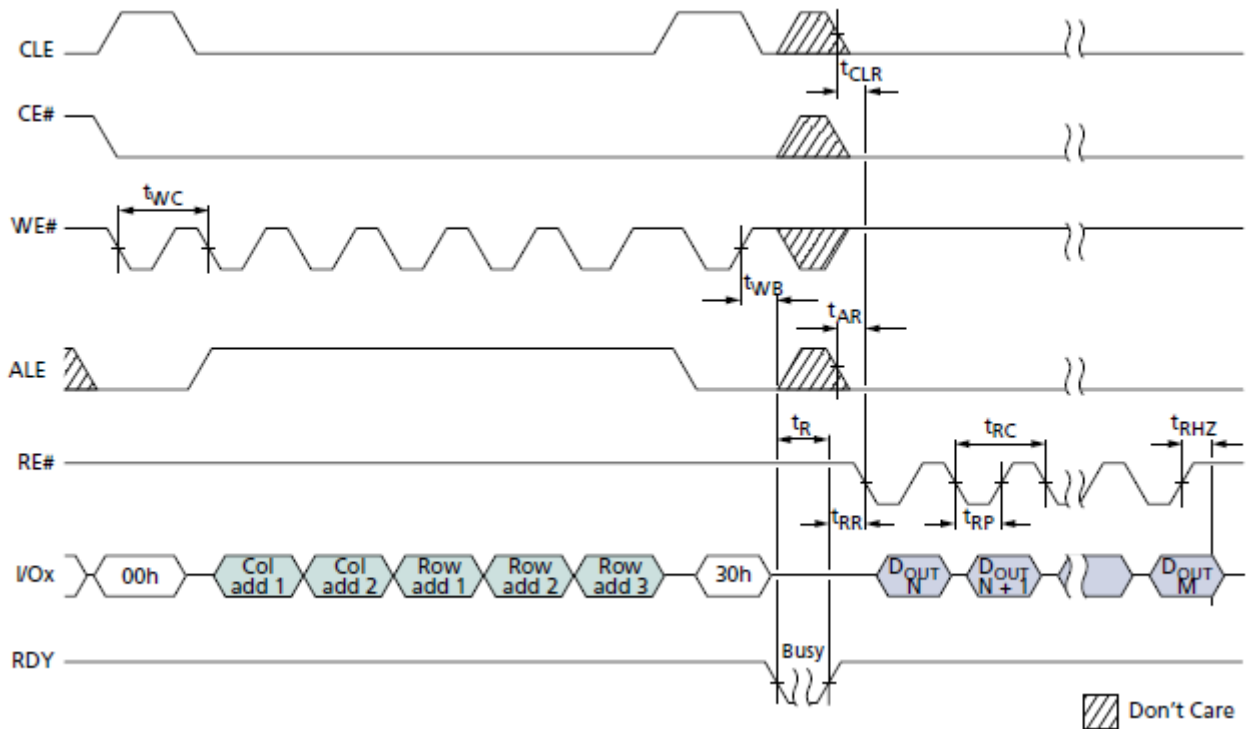 CLE
tCLR
CE#
tWC
WE#
tWB
tAR
ALE
tR
tRC
tRHZ
RE#
tRR
tRP
I/Ox
00h
Col
add 1
Col
add 2
Row
add 1
Row
add 2
Row
add 3
30h
DOUT
N
DOUT
N + 1
DOUT
M
RDY
Busy
Don't Care